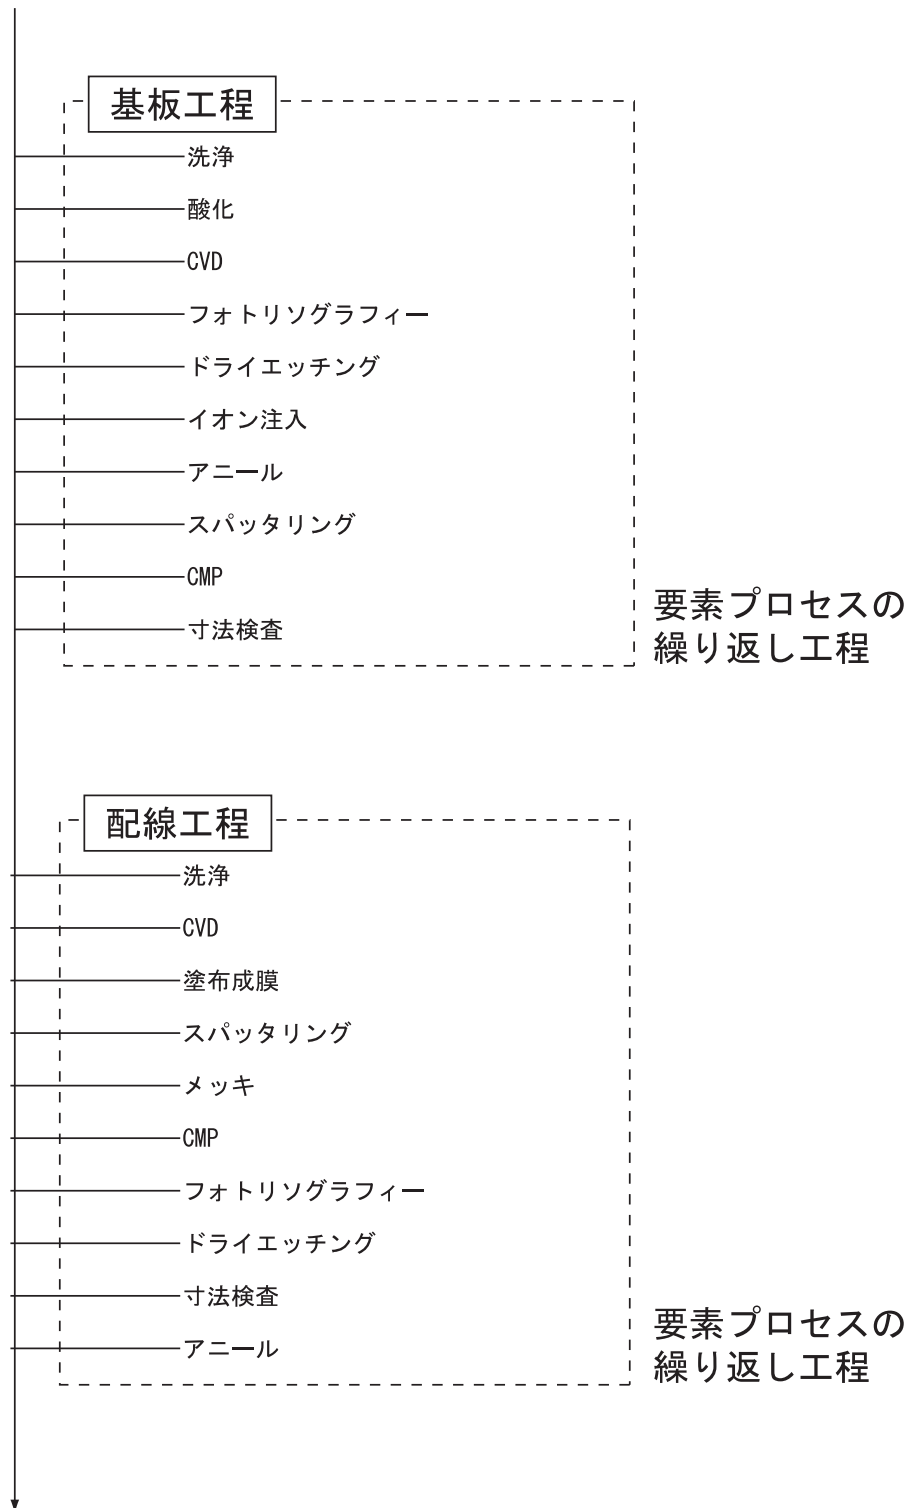 基板工程
洗浄
酸化
CVD
フォトリソグラフィー
ドライエッチング
イオン注入
アニール
スパッタリング
CMP
寸法検査
要素プロセスの
繰り返し工程
配線工程
洗浄
CVD
塗布成膜
スパッタリング
メッキ
CMP
フォトリソグラフィー
ドライエッチング
寸法検査
アニール
要素プロセスの
繰り返し工程